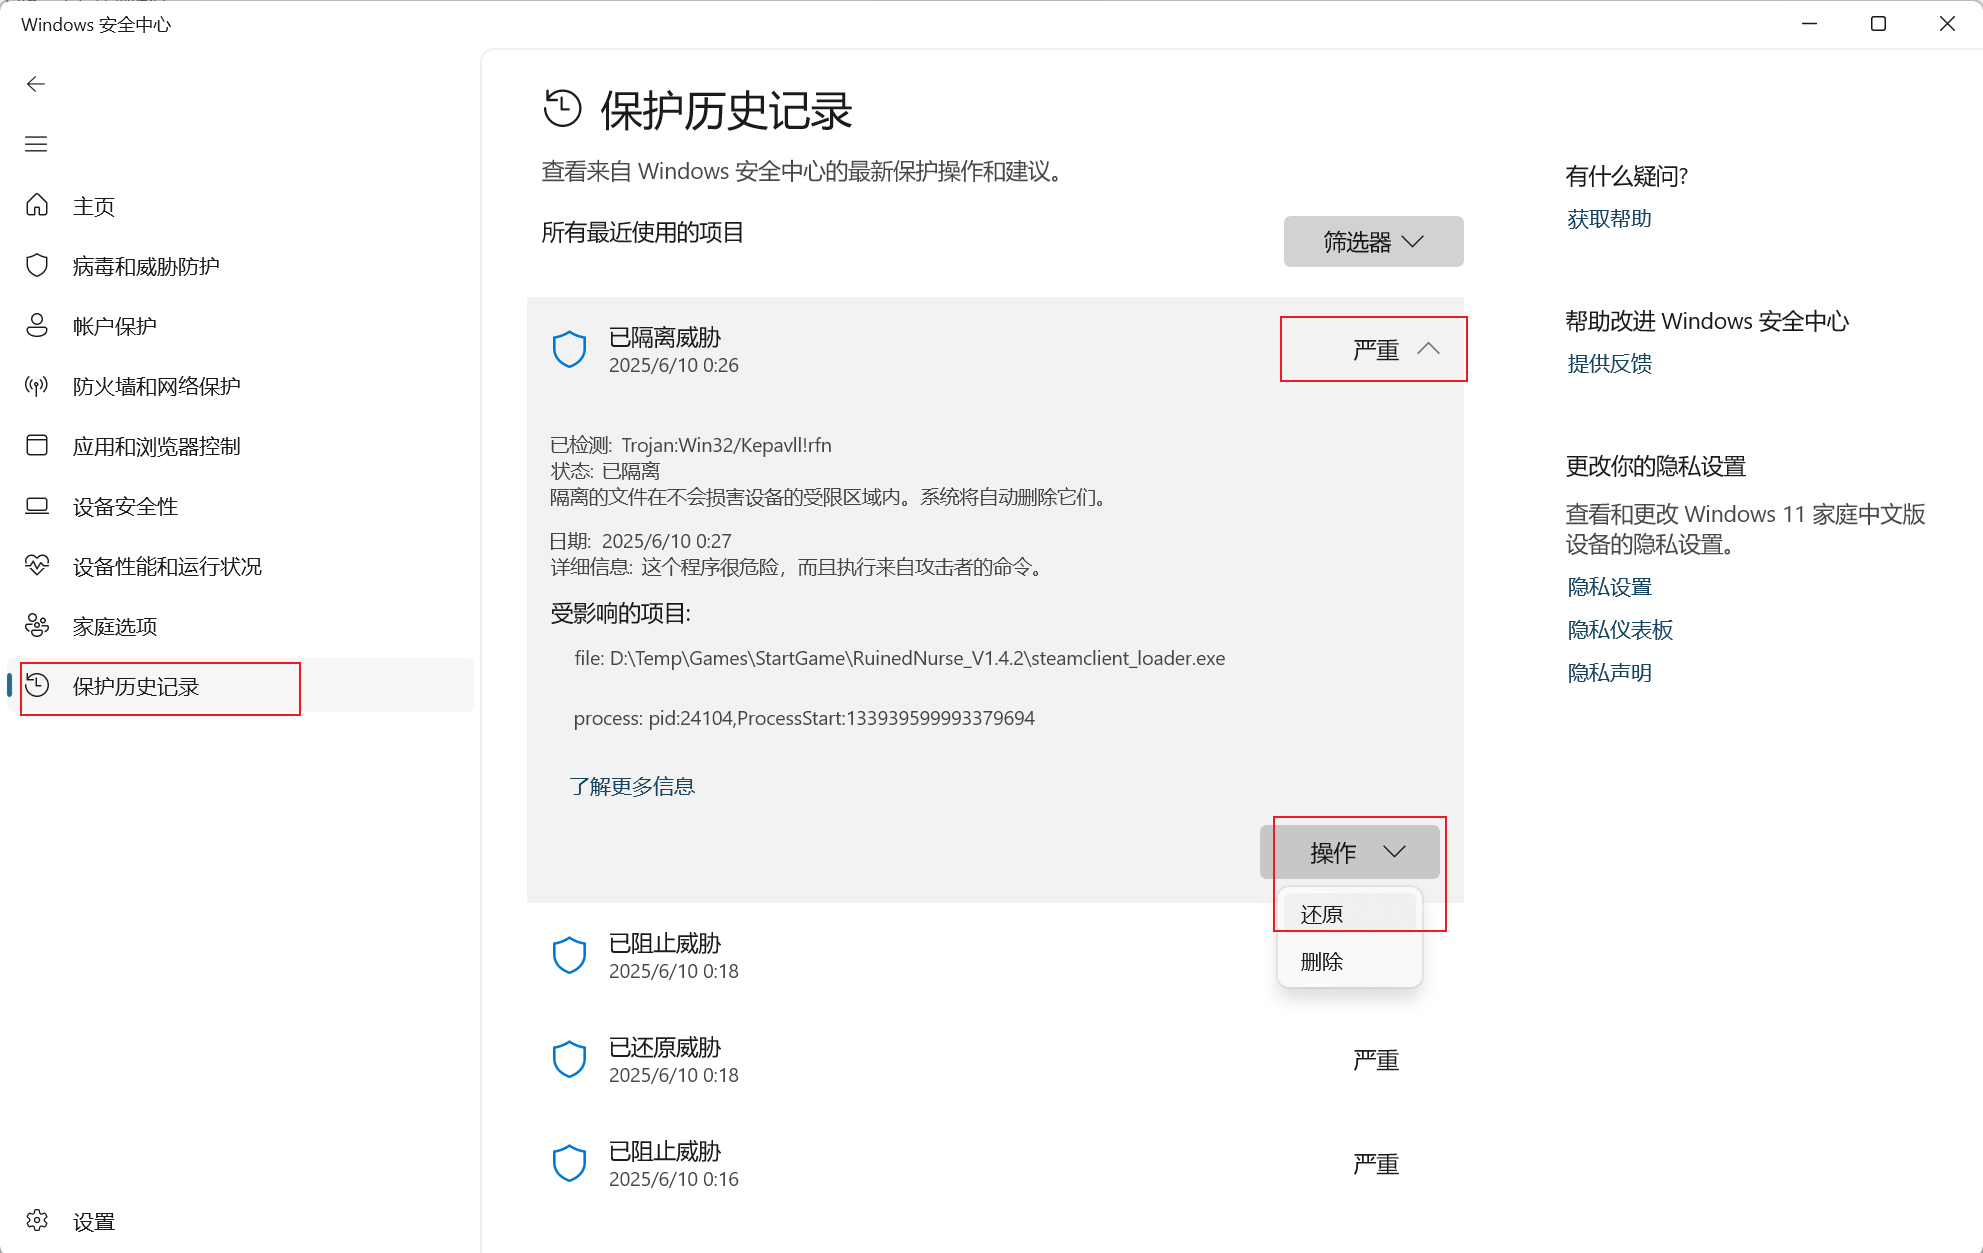 Windows 安全中心
主页
病毒和威胁防护
帐户保护
防火墙和网络保护
应用和浏览器控制
设备安全性
设备性能和运行状况
家庭选项
保护历史记录
设置
保护历史记录
查看来自 Windows 安全中心的最新保护操作和建议。
所有最近使用的项目
筛选器
已隔离威胁
2025/6/10 0:26
严重
已检测: Trojan:Win32/Kepavll!rfn
状态: 已隔离
隔离的文件在不会损害设备的受限区域内。系统将自动删除它们。
日期: 2025/6/10 0:27
详细信息: 这个程序很危险，而且执行来自攻击者的命令。
受影响的项目:
file: D:\Temp\Games\StartGame\RuinedNurse_V1.4.2\steamclient_loader.exe
process: pid:24104,ProcessStart:133939599993379694
了解更多信息
操作
还原
删除
已阻止威胁
2025/6/10 0:18
已还原威胁
2025/6/10 0:18
严重
已阻止威胁
2025/6/10 0:16
严重
有什么疑问?
获取帮助
帮助改进 Windows 安全中心
提供反馈
更改你的隐私设置
查看和更改 Windows 11 家庭中文版
设备的隐私设置。
隐私设置
隐私仪表板
隐私声明